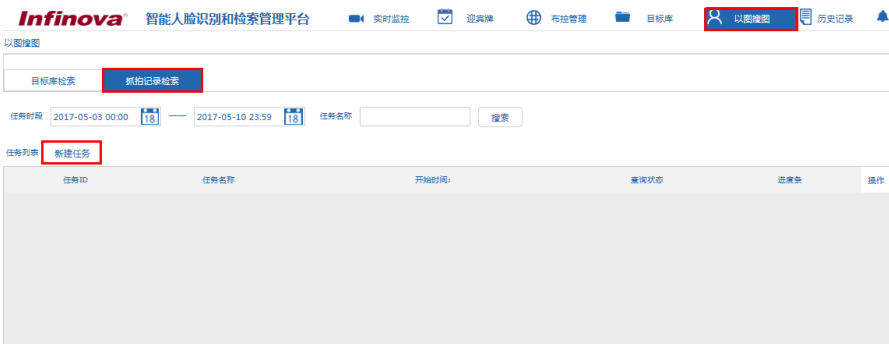 Infinova® 智能人脸识别和检索管理平台 实时监控 迎宾牌 布控管理 目标库 以图搜图 历史记录
以图搜图
目标库检索 抓拍记录检索
任务时段 2017-05-03 00:00 18 — 2017-05-10 23:59 18 任务名称 搜索
任务列表 新建任务
任务ID 任务名称 开始时间: 查询状态 进度条 操作